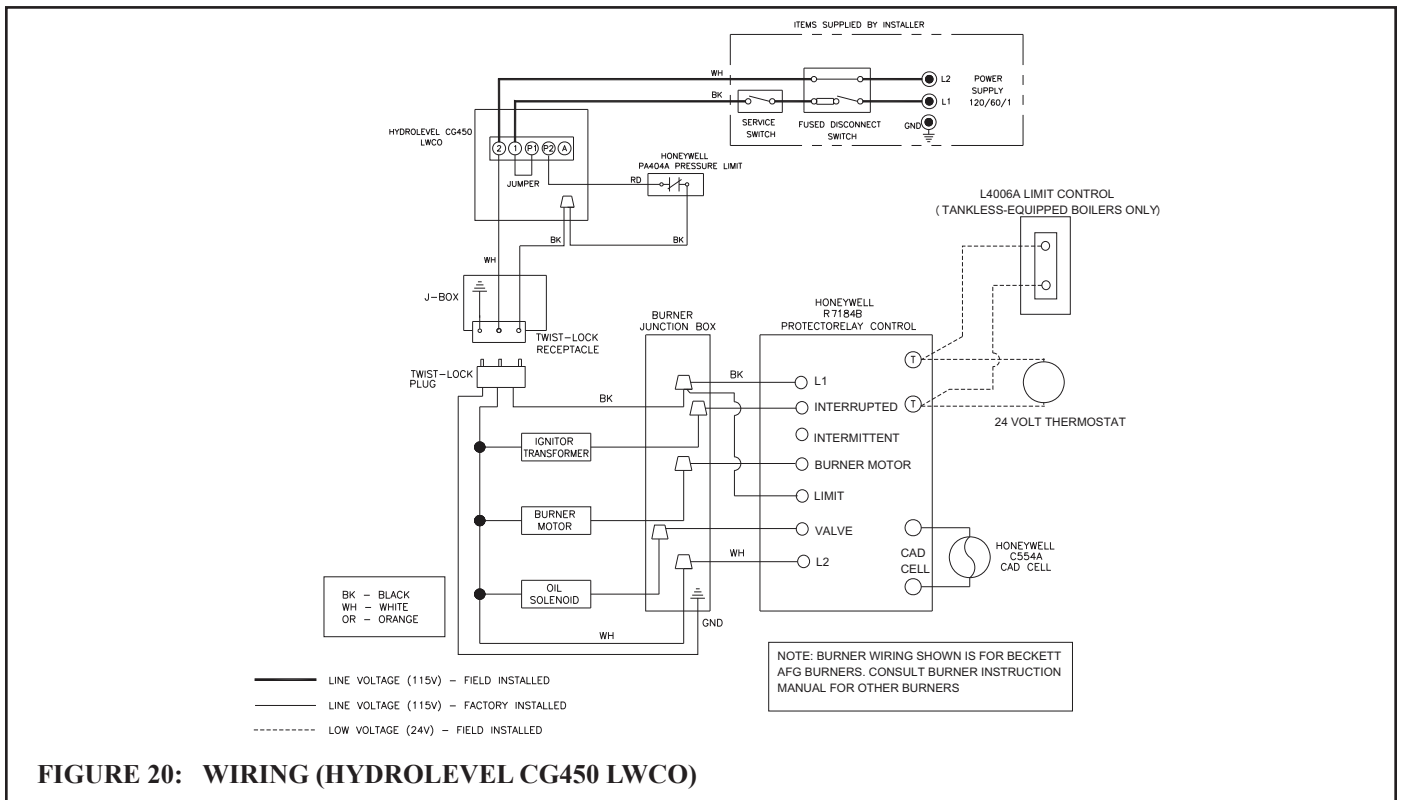 ITEMS SUPPLIED BY INSTALLER
WH
L2
POWER
SUPPLY
120/60/1
BK
L1
SERVICE
SWITCH
FUSED DISCONNECT
SWITCH
GND
HYDROLEVEL CG450
LWCO
2 1 P1 P2 A
JUMPER
HONEYWELL
PA404A PRESSURE LIMIT
RD
BK
BK
WH
L4006A LIMIT CONTROL
( TANKLESS-EQUIPPED BOILERS ONLY)
J-BOX
TWIST-LOCK
RECEPTACLE
TWIST-LOCK
PLUG
BURNER
JUNCTION BOX
HONEYWELL
R7184B
PROTECTORELAY CONTROL
T
BK
L1
BK
INTERRUPTED
T
24 VOLT THERMOSTAT
IGNITOR
TRANSFORMER
INTERMITTENT
BURNER MOTOR
LIMIT
BURNER
MOTOR
VALVE
WH
L2
CAD
CELL
HONEYWELL
C554A
CAD CELL
OIL
SOLENOID
GND
WH
BK - BLACK
WH - WHITE
OR - ORANGE
NOTE: BURNER WIRING SHOWN IS FOR BECKETT
AFG BURNERS. CONSULT BURNER INSTRUCTION
MANUAL FOR OTHER BURNERS
LINE VOLTAGE (115V) - FIELD INSTALLED
LINE VOLTAGE (115V) - FACTORY INSTALLED
LOW VOLTAGE (24V) - FIELD INSTALLED
FIGURE 20: WIRING (HYDROLEVEL CG450 LWCO)